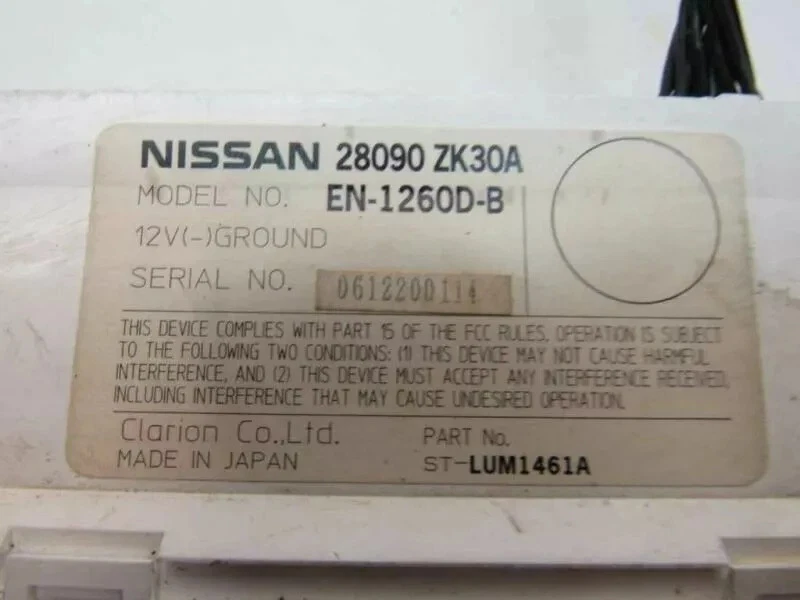 NISSAN 28090 ZK30A
MODEL NO. EN-1260D-B
12V(-)GROUND
SERIAL NO. 0612200114
THIS DEVICE COMPLIES WITH PART 15 OF THE FCC RULES. OPERATION IS SUBJECT
TO THE FOLLOWING TWO CONDITIONS: (1) THIS DEVICE MAY NOT CAUSE HARMFUL
INTERFERENCE, AND (2) THIS DEVICE MUST ACCEPT ANY INTERFERENCE RECEIVED,
INCLUDING INTERFERENCE THAT MAY CAUSE UNDESIRED OPERATION.
Clarion Co.,Ltd. PART No.
MADE IN JAPAN ST-LUM1461A